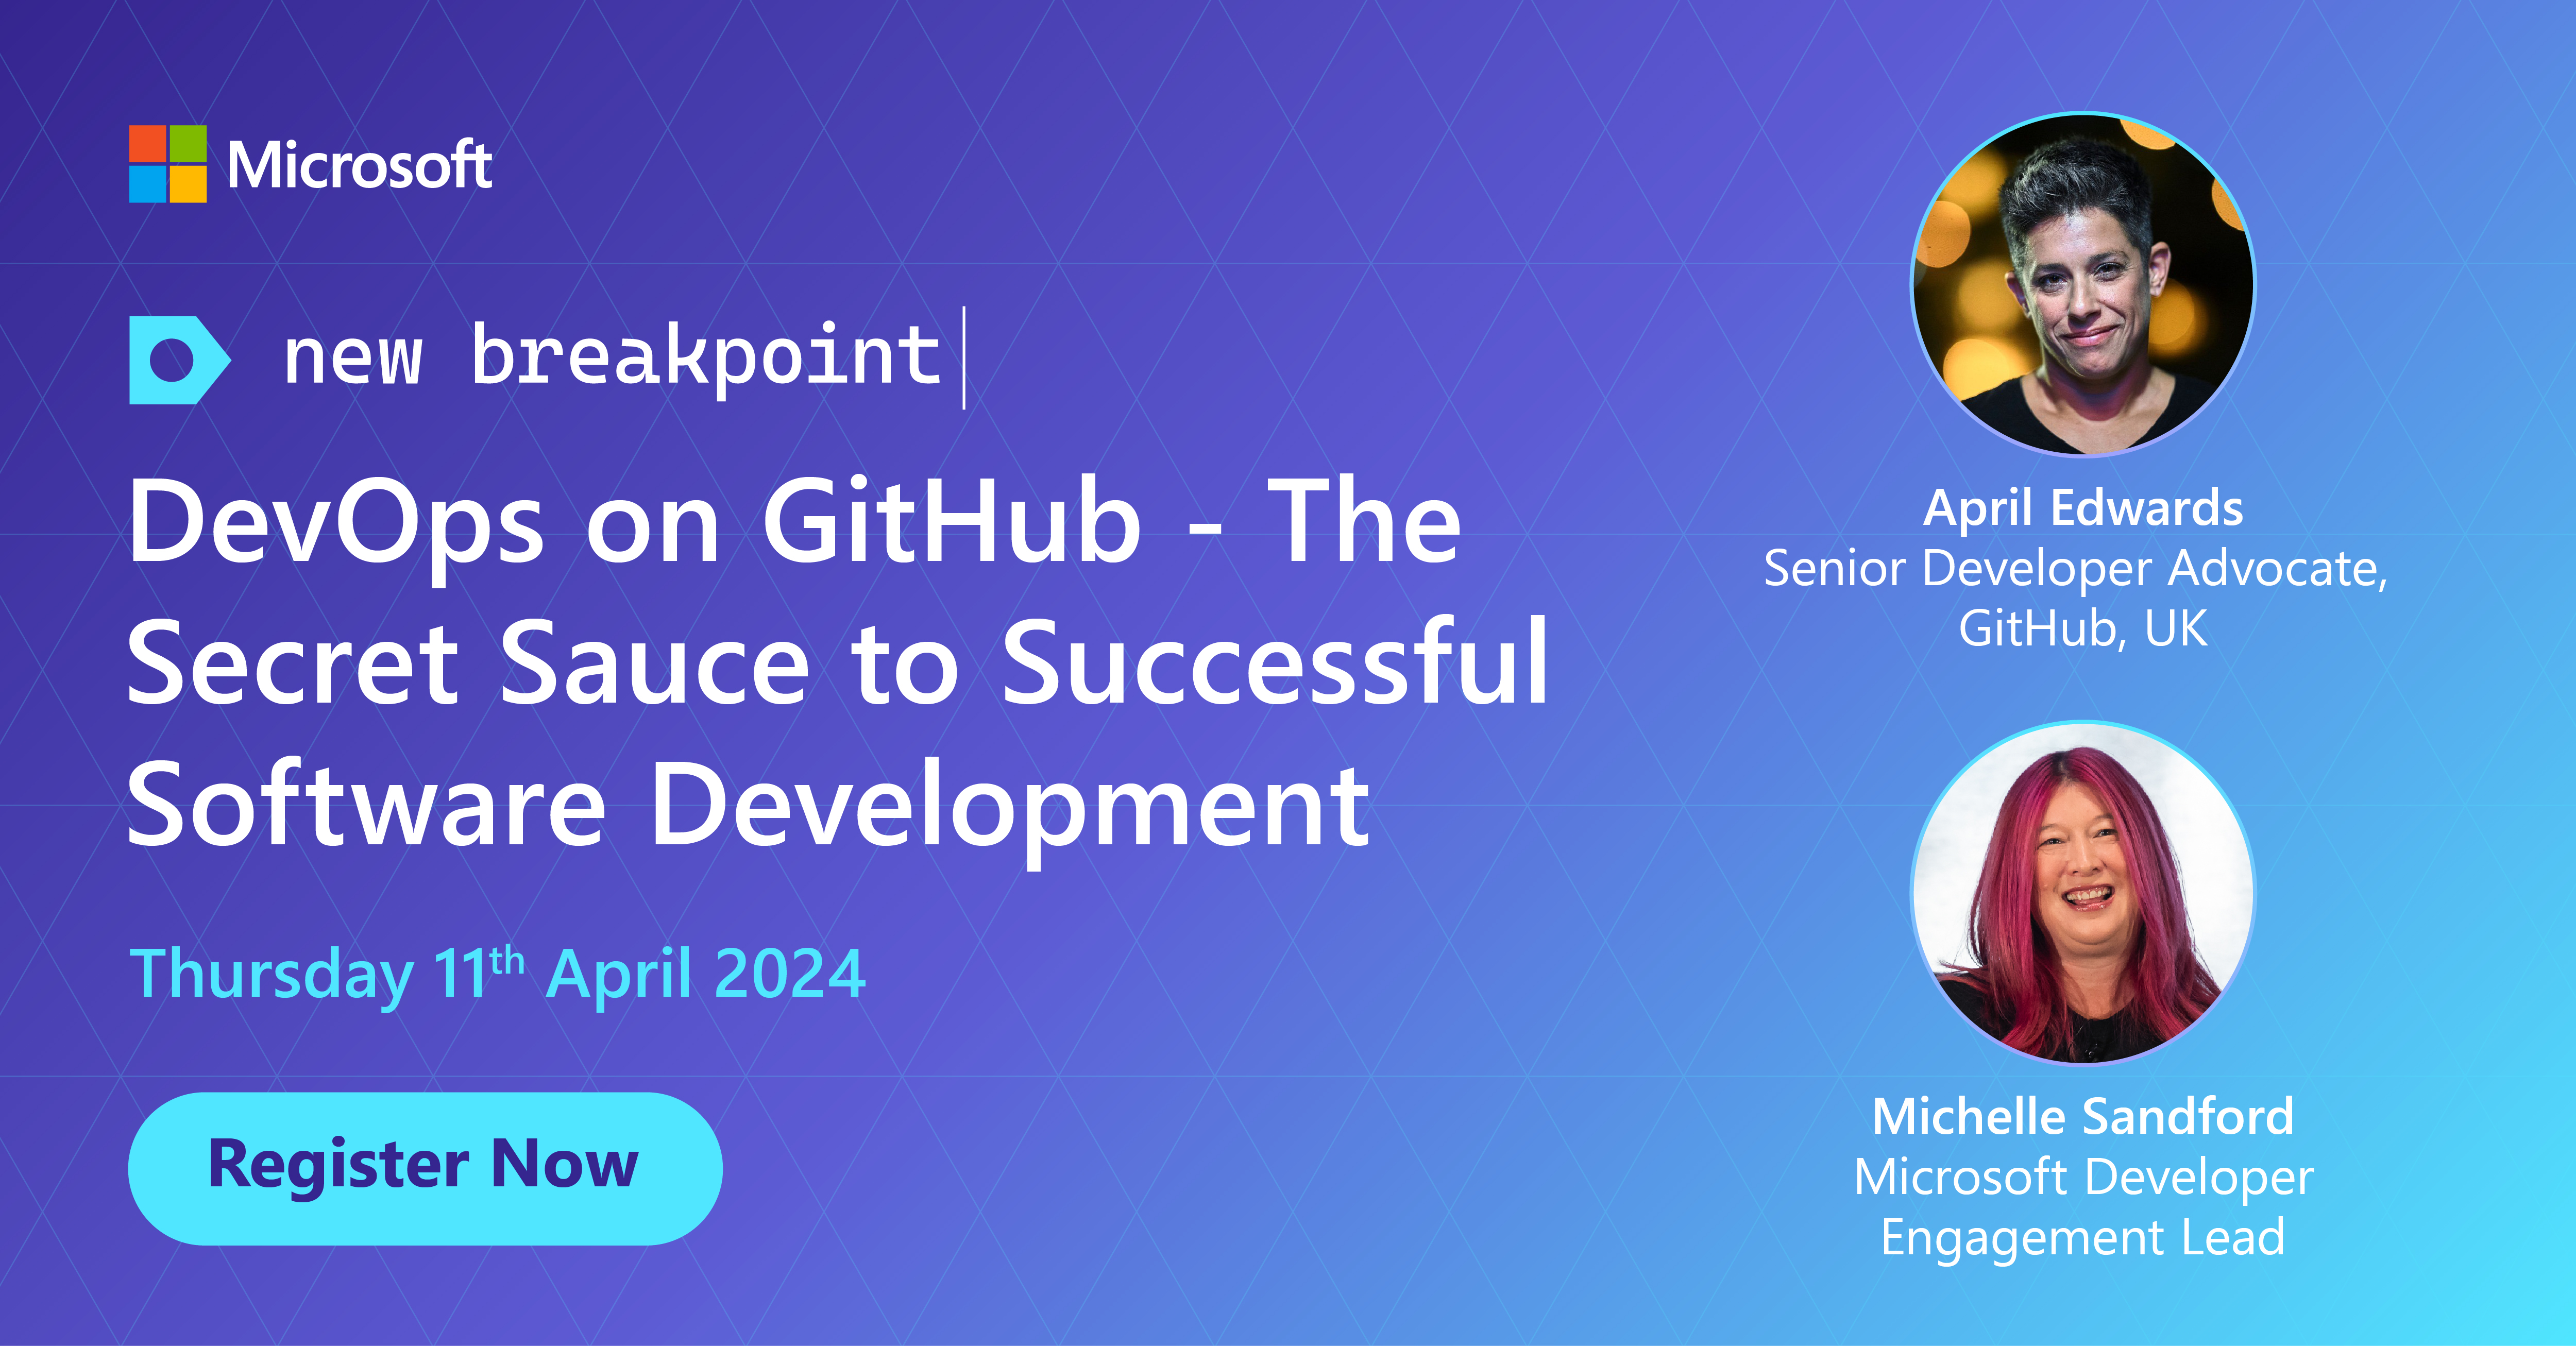 Microsoft
new breakpoint
DevOps on GitHub - The
Secret Sauce to Successful
Software Development
Thursday 11th April 2024
Register Now
April Edwards
Senior Developer Advocate,
GitHub, UK
Michelle Sandford
Microsoft Developer
Engagement Lead